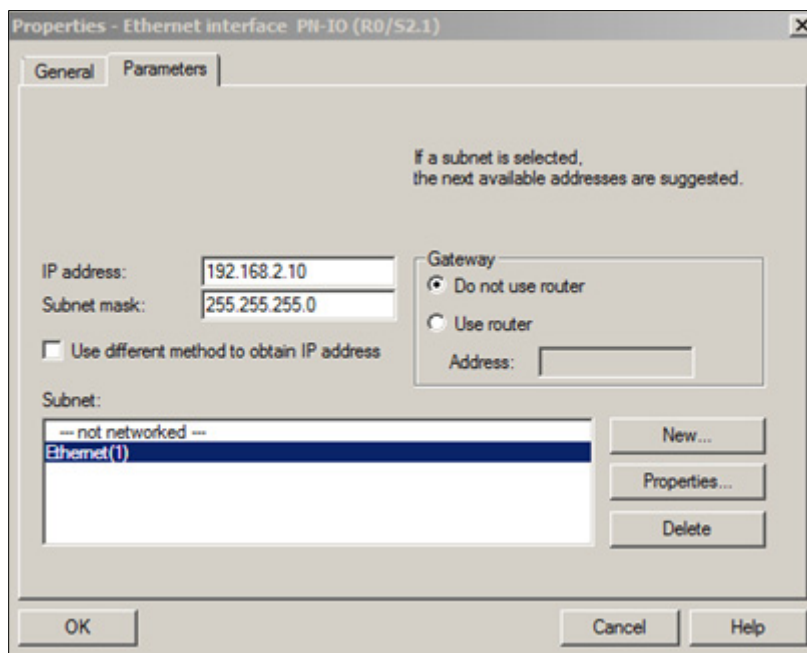 Properties - Ethernet interface PN-IO (R0/S2.1)
General
Parameters
If a subnet is selected,
the next available addresses are suggested.
IP address:
192.168.2.10
Subnet mask:
255.255.255.0
Use different method to obtain IP address
Gateway
Do not use router
Use router
Address:
Subnet:
--- not networked ---
Ethernet(1)
New...
Properties...
Delete
OK
Cancel
Help